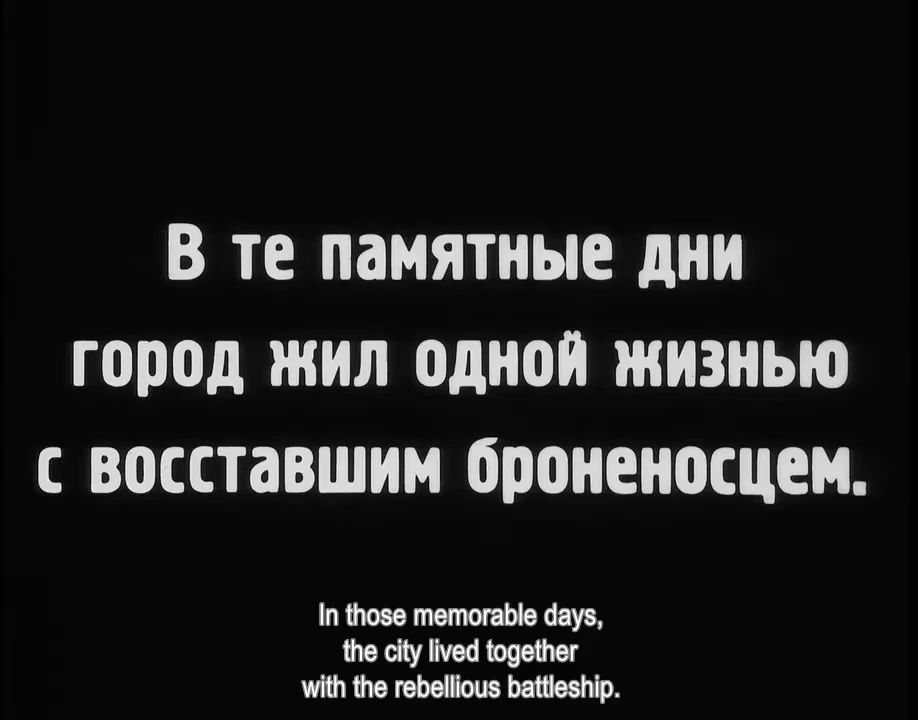 В те памятные дни
город жил одной жизнью
с восставшим броненосцем.
In those memorable days,
the city lived together
with the rebellious battleship.